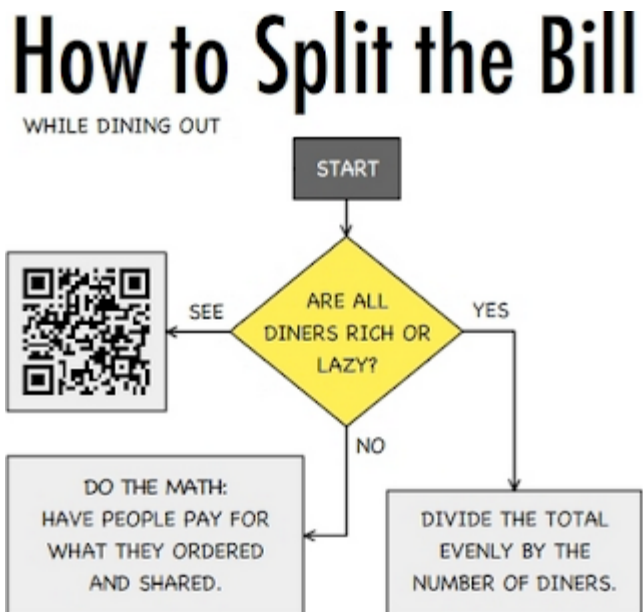 How to Split the Bill
WHILE DINING OUT
START
ARE ALL
DINERS RICH OR
LAZY?
SEE
YES
NO
DO THE MATH:
HAVE PEOPLE PAY FOR
WHAT THEY ORDERED
AND SHARED.
DIVIDE THE TOTAL
EVENLY BY THE
NUMBER OF DINERS.